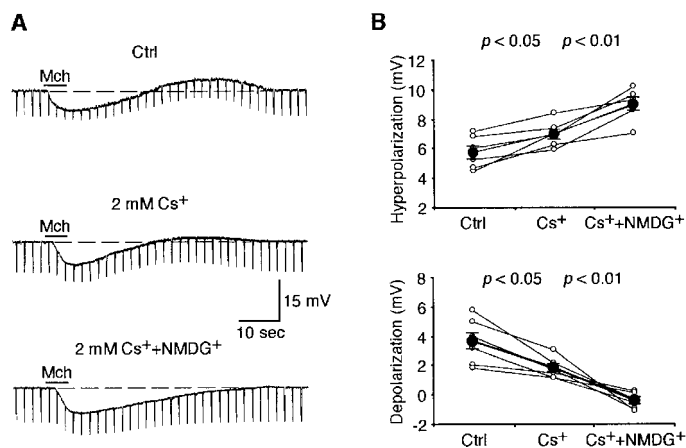 A
Ctrl
Mch
2 mM Cs⁺
Mch
15 mV
10 sec
2 mM Cs⁺+NMDG⁺
Mch
B
p < 0.05 p < 0.01
Hyperpolarization (mV)
12
10
8
6
4
2
Ctrl Cs⁺ Cs⁺+NMDG⁺
p < 0.05 p < 0.01
Depolarization (mV)
8
6
4
2
0
-2
Ctrl Cs⁺ Cs⁺+NMDG⁺